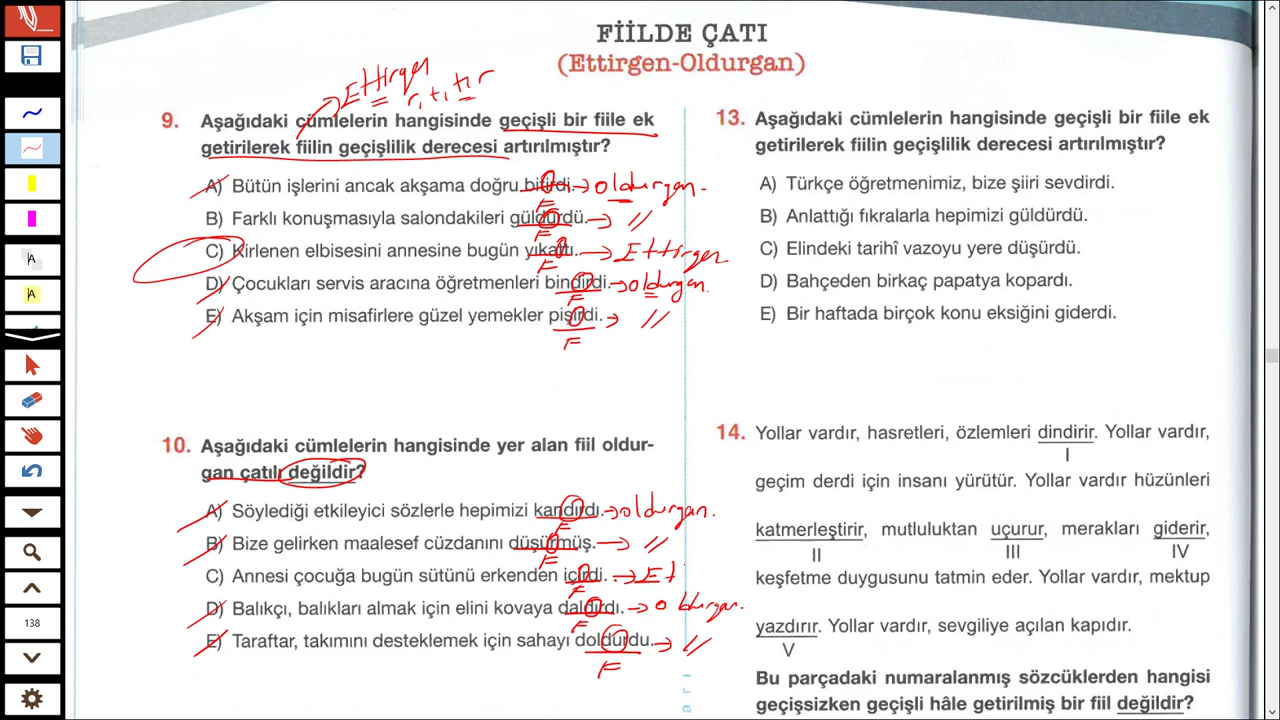 FİİLDE ÇATI
(Ettirgen-Oldurgan)
Ettirgen
r, t, tır
9. Aşağıdaki cümlelerin hangisinde geçişli bir fiile ek
getirilerek fiilin geçişlilik derecesi artırılmıştır?
A) Bütün işlerini ancak akşama doğru bitirdi. → oldurgan.
F
B) Farklı konuşmasıyla salondakileri güldürdü. → //
F
C) Kirlenen elbisesini annesine bugün yıkattı. → Ettirgen
F
D) Çocukları servis aracına öğretmenleri bindirdi. → oldurgan.
F
E) Akşam için misafirlere güzel yemekler pişirdi. → //
F
10. Aşağıdaki cümlelerin hangisinde yer alan fiil oldur-
gan çatılı değildir?
A) Söylediği etkileyici sözlerle hepimizi kandırdı. → oldurgan.
F
B) Bize gelirken maalesef cüzdanını düşürmüş. → //
F
C) Annesi çocuğa bugün sütünü erkenden içirdi. → Et
F
D) Balıkçı, balıkları almak için elini kovaya daldırdı. → oldurgan.
F
E) Taraftar, takımını desteklemek için sahayı doldurdu. → //
F
13. Aşağıdaki cümlelerin hangisinde geçişli bir fiile ek
getirilerek fiilin geçişlilik derecesi artırılmıştır?
A) Türkçe öğretmenimiz, bize şiiri sevdirdi.
B) Anlattığı fıkralarla hepimizi güldürdü.
C) Elindeki tarihî vazoyu yere düşürdü.
D) Bahçeden birkaç papatya kopardı.
E) Bir haftada birçok konu eksiğini giderdi.
14. Yollar vardır, hasretleri, özlemleri dindirir. Yollar vardır,
I
geçim derdi için insanı yürütür. Yollar vardır hüzünleri
katmerleştirir, mutluluktan uçurur, merakları giderir,
II III IV
keşfetme duygusunu tatmin eder. Yollar vardır, mektup
yazdırır. Yollar vardır, sevgiliye açılan kapıdır.
V
Bu parçadaki numaralanmış sözcüklerden hangisi
geçişsizken geçişli hâle getirilmiş bir fiil değildir?
A
A
138